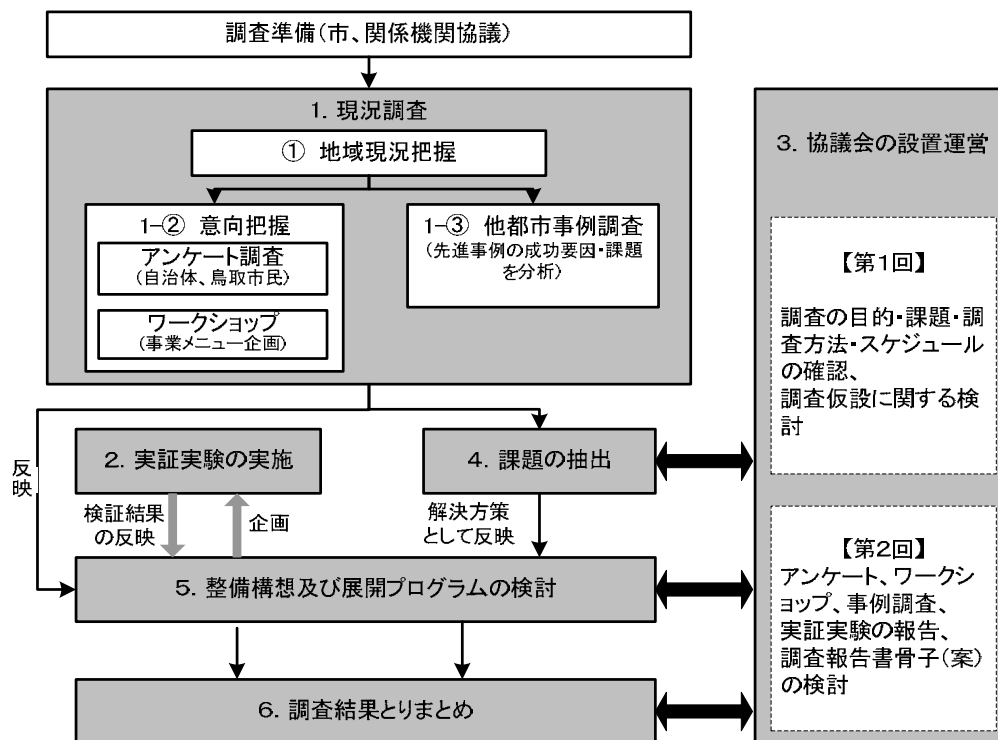 調査準備(市、関係機関協議)
1. 現況調査
① 地域現況把握
1-② 意向把握
アンケート調査
(自治体、鳥取市民)
ワークショップ
(事業メニュー企画)
1-③ 他都市事例調査
(先進事例の成功要因・課題
を分析)
反映
2. 実証実験の実施
4. 課題の抽出
検証結果
の反映
企画
解決方策
として反映
5. 整備構想及び展開プログラムの検討
6. 調査結果とりまとめ
3. 協議会の設置運営
【第1回】
調査の目的・課題・調
査方法・スケジュール
の確認、
調査仮設に関する検
討
【第2回】
アンケート、ワークシ
ョップ、事例調査、
実証実験の報告、
調査報告書骨子(案)
の検討